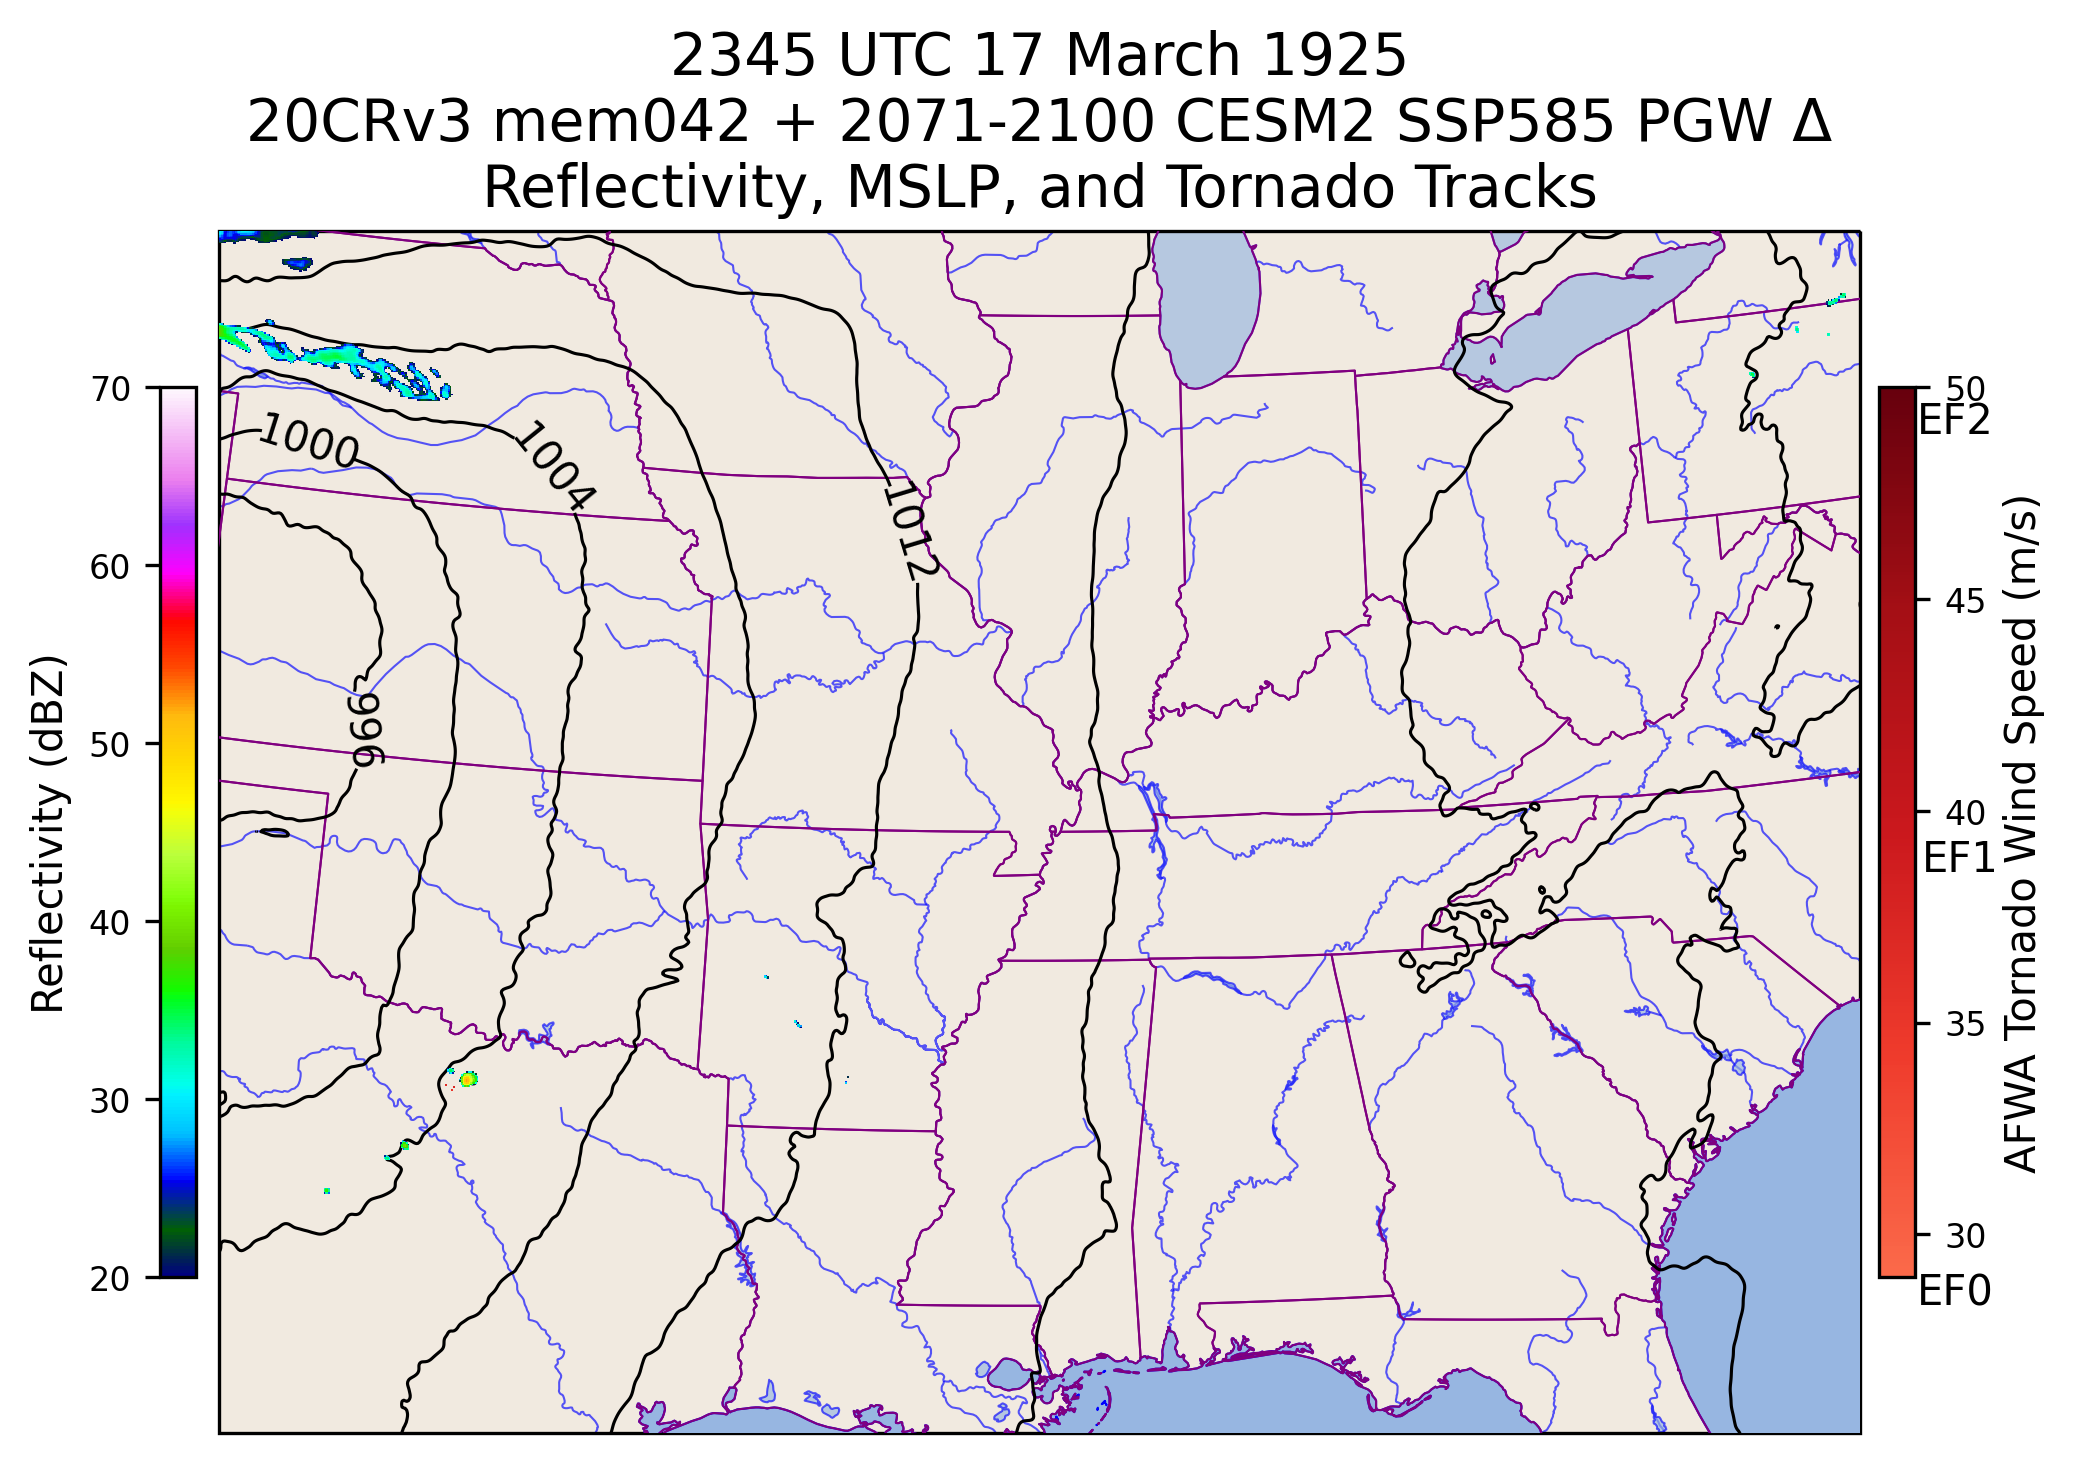 2345 UTC 17 March 1925
20CRv3 mem042 + 2071-2100 CESM2 SSP585 PGW Δ
Reflectivity, MSLP, and Tornado Tracks
70
60
50
40
30
20
Reflectivity (dBZ)
1000
1004
1012
996
50
EF2
45
40
EF1
35
30
EF0
AFWA Tornado Wind Speed (m/s)